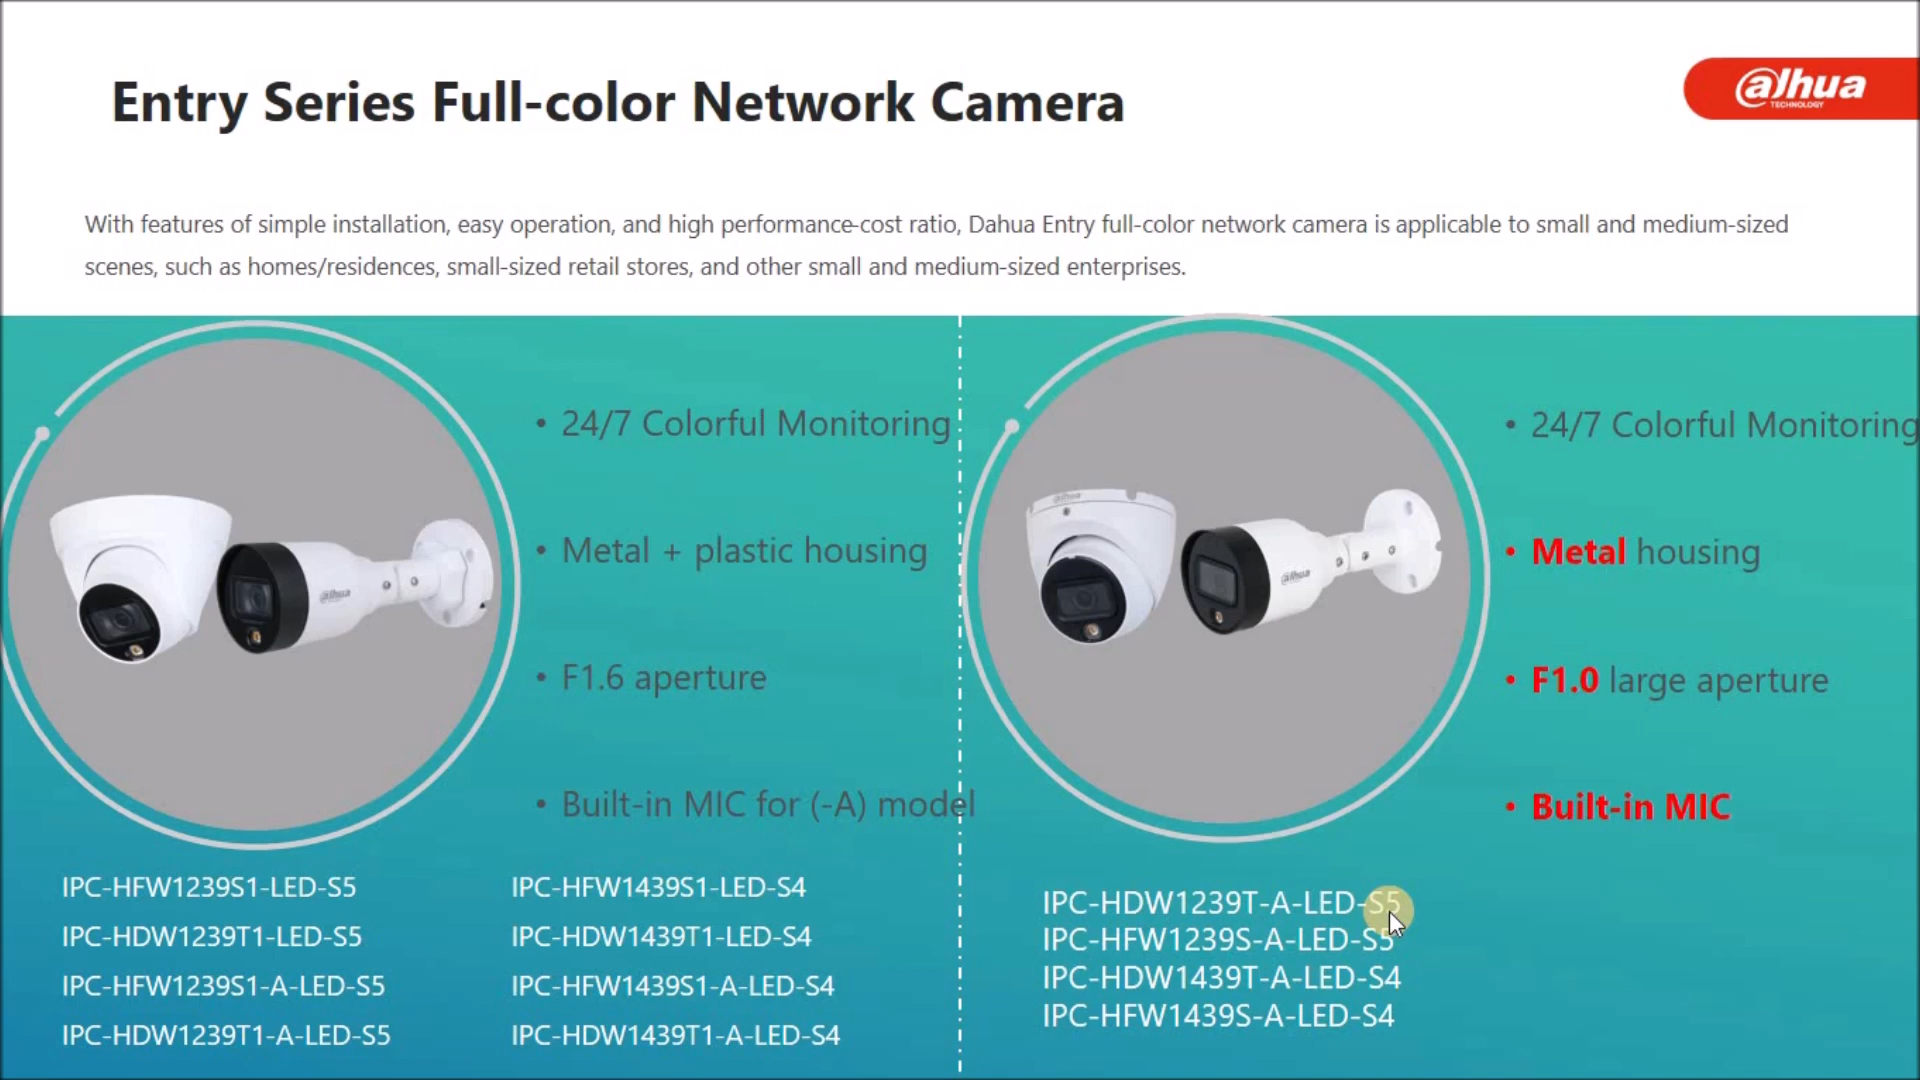 Entry Series Full-color Network Camera
alhua
TECHNOLOGY
With features of simple installation, easy operation, and high performance-cost ratio, Dahua Entry full-color network camera is applicable to small and medium-sized
scenes, such as homes/residences, small-sized retail stores, and other small and medium-sized enterprises.
• 24/7 Colorful Monitoring
• Metal + plastic housing
• F1.6 aperture
• Built-in MIC for (-A) model
alhua
IPC-HFW1239S1-LED-S5
IPC-HDW1239T1-LED-S5
IPC-HFW1239S1-A-LED-S5
IPC-HDW1239T1-A-LED-S5
IPC-HFW1439S1-LED-S4
IPC-HDW1439T1-LED-S4
IPC-HFW1439S1-A-LED-S4
IPC-HDW1439T1-A-LED-S4
• 24/7 Colorful Monitoring
• Metal housing
• F1.0 large aperture
• Built-in MIC
alhua
alhua
IPC-HDW1239T-A-LED-S5
IPC-HFW1239S-A-LED-S5
IPC-HDW1439T-A-LED-S4
IPC-HFW1439S-A-LED-S4